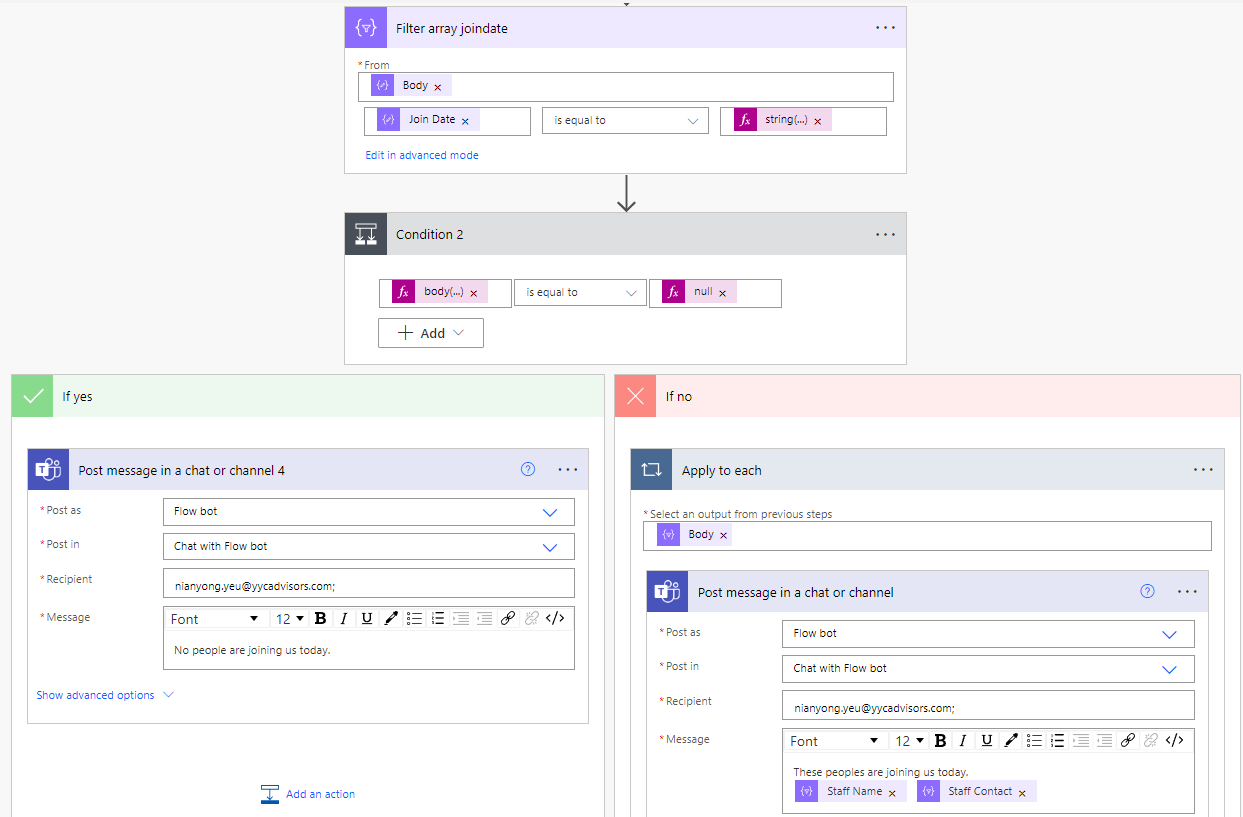 Filter array joindate
* From
Body ×
Join Date ×
is equal to
fx string(...) ×
Edit in advanced mode
Condition 2
fx body(...) ×
is equal to
fx null ×
+ Add
If yes
If no
Post message in a chat or channel 4
* Post as
Flow bot
* Post in
Chat with Flow bot
* Recipient
nianyong.yeu@yycadvisors.com;
* Message
Font 12 B I U </>
No people are joining us today.
Show advanced options
Add an action
Apply to each
* Select an output from previous steps
Body ×
Post message in a chat or channel
* Post as
Flow bot
* Post in
Chat with Flow bot
* Recipient
nianyong.yeu@yycadvisors.com;
* Message
Font 12 B I U </>
These peoples are joining us today,
Staff Name × Staff Contact ×